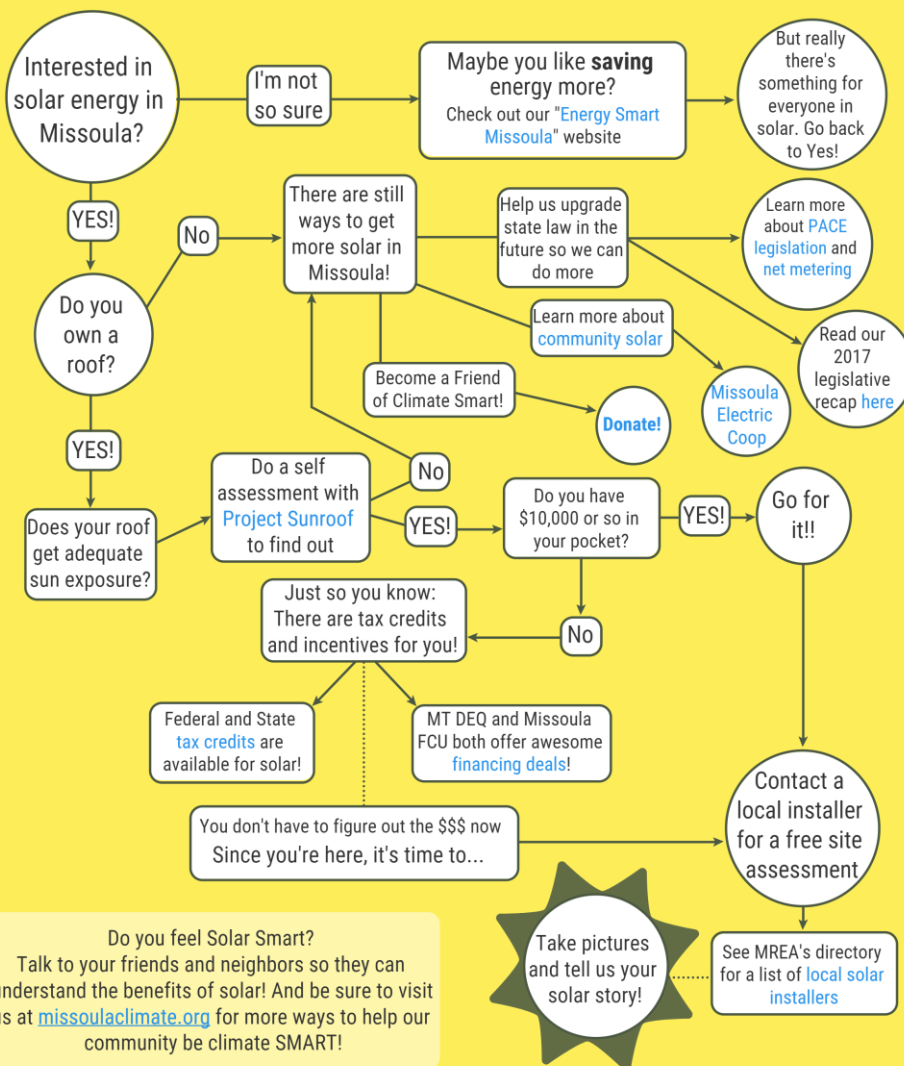 Interested in
solar energy in
Missoula?
I'm not
so sure
Maybe you like saving
energy more?
Check out our "Energy Smart
Missoula" website
But really
there's
something for
everyone in
solar. Go back
to Yes!
YES!
No
There are still
ways to get
more solar in
Missoula!
Help us upgrade
state law in the
future so we can
do more
Learn more
about PACE
legislation and
net metering
Do you
own a
roof?
Learn more about
community solar
Read our
2017
legislative
recap here
Become a Friend
of Climate Smart!
Donate!
Missoula
Electric
Coop
YES!
Does your roof
get adequate
sun exposure?
Do a self
assessment with
Project Sunroof
to find out
No
YES!
Do you have
$10,000 or so in
your pocket?
YES!
Go for
it!!
No
Just so you know:
There are tax credits
and incentives for you!
Federal and State
tax credits are
available for solar!
MT DEQ and Missoula
FCU both offer awesome
financing deals!
You don't have to figure out the $$$ now
Since you're here, it's time to...
Contact a
local installer
for a free site
assessment
See MREA's directory
for a list of local solar
installers
Take pictures
and tell us your
solar story!
Do you feel Solar Smart?
Talk to your friends and neighbors so they can
understand the benefits of solar! And be sure to visit
us at missoulaclimate.org for more ways to help our
community be climate SMART!